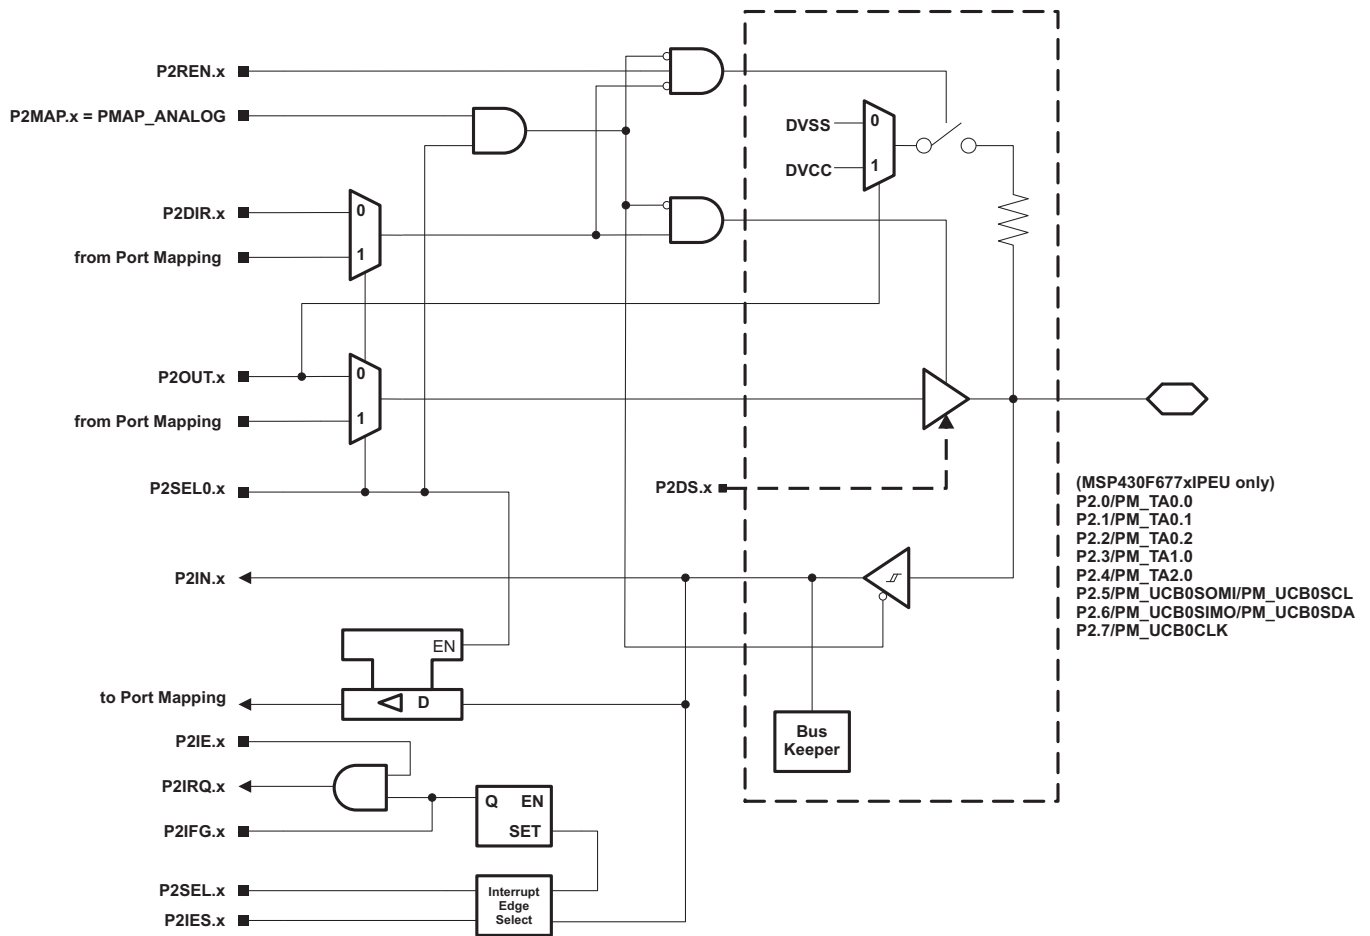 P2REN.x
P2MAP.x = PMAP_ANALOG
DVSS
0
DVCC
1
P2DIR.x
0
from Port Mapping
1
P2OUT.x
0
from Port Mapping
1
P2SEL0.x
P2DS.x
(MSP430F677xIPEU only)
P2.0/PM_TA0.0
P2.1/PM_TA0.1
P2.2/PM_TA0.2
P2.3/PM_TA1.0
P2.4/PM_TA2.0
P2.5/PM_UCB0SOMI/PM_UCB0SCL
P2.6/PM_UCB0SIMO/PM_UCB0SDA
P2.7/PM_UCB0CLK
P2IN.x
EN
to Port Mapping
D
Bus
Keeper
P2IE.x
P2IRQ.x
Q EN
SET
P2IFG.x
P2SEL.x
P2IES.x
Interrupt
Edge
Select